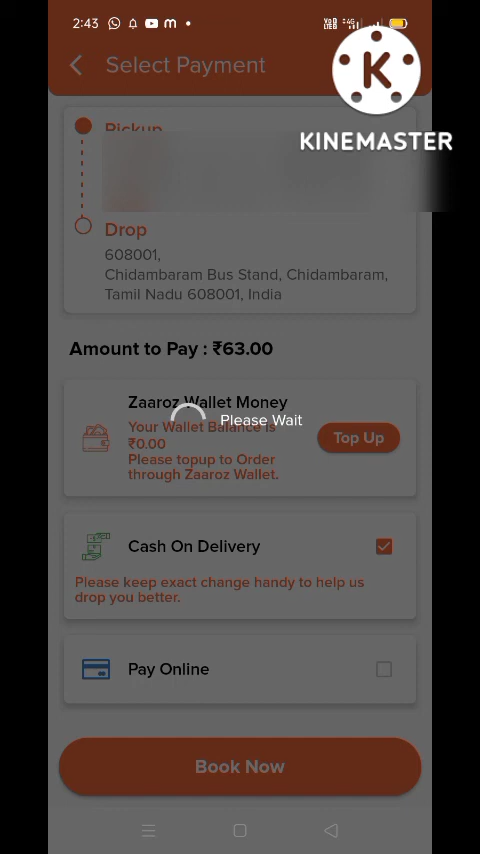 2:43
Select Payment
K
KINEMASTER
Pickup
Drop
608001,
Chidambaram Bus Stand, Chidambaram,
Tamil Nadu 608001, India
Amount to Pay : ₹63.00
Zaaroz Wallet Money
Your Wallet Balance is
₹0.00
Please topup to Order
through Zaaroz Wallet.
Top Up
Please Wait
Cash On Delivery
Please keep exact change handy to help us
drop you better.
Pay Online
Book Now